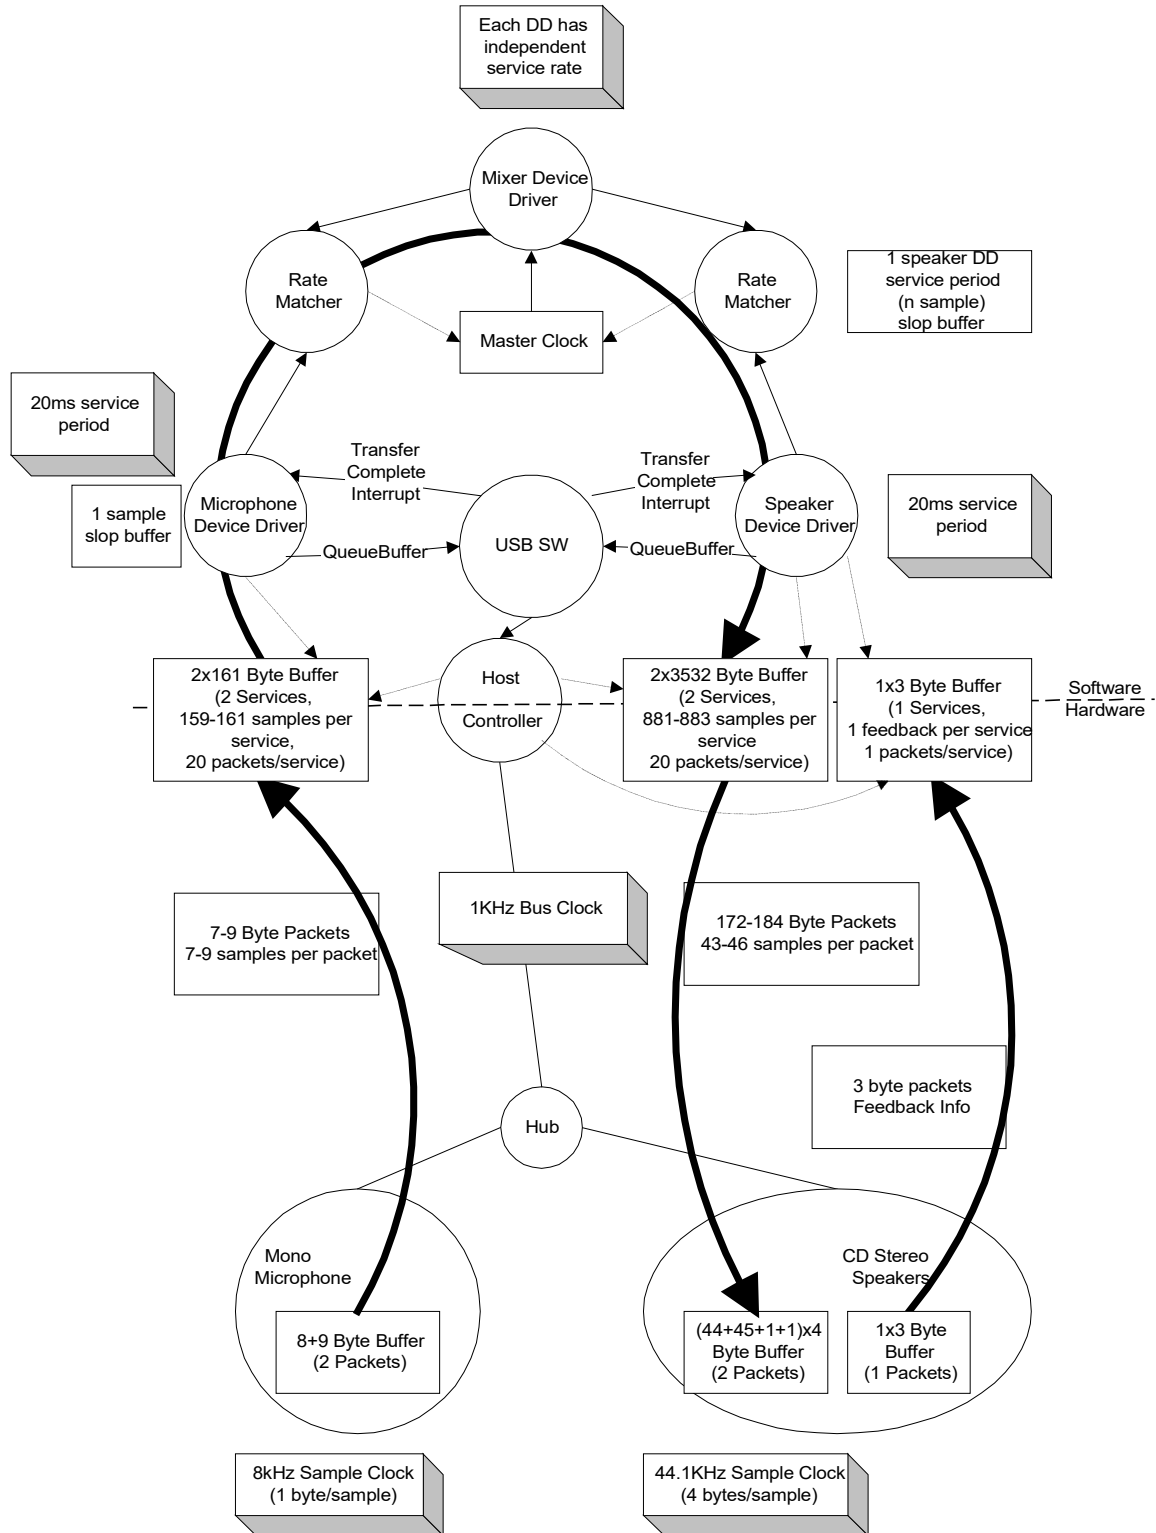 Each DD has
independent
service rate
Mixer Device
Driver
Rate
Matcher
Rate
Matcher
Master Clock
1 speaker DD
service period
(n sample)
slop buffer
20ms service
period
1 sample
slop buffer
Microphone
Device Driver
Transfer
Complete
Interrupt
QueueBuffer
USB SW
Transfer
Complete
Interrupt
QueueBuffer
Speaker
Device Driver
20ms service
period
2x161 Byte Buffer
(2 Services,
159-161 samples per
service,
20 packets/service)
Host
Controller
2x3532 Byte Buffer
(2 Services,
881-883 samples per
service
20 packets/service)
1x3 Byte Buffer
(1 Services,
1 feedback per service
1 packets/service)
Software
Hardware
7-9 Byte Packets
7-9 samples per packet
1KHz Bus Clock
172-184 Byte Packets
43-46 samples per packet
3 byte packets
Feedback Info
Hub
Mono
Microphone
8+9 Byte Buffer
(2 Packets)
CD Stereo
Speakers
(44+45+1+1)x4
Byte Buffer
(2 Packets)
1x3 Byte
Buffer
(1 Packets)
8kHz Sample Clock
(1 byte/sample)
44.1KHz Sample Clock
(4 bytes/sample)